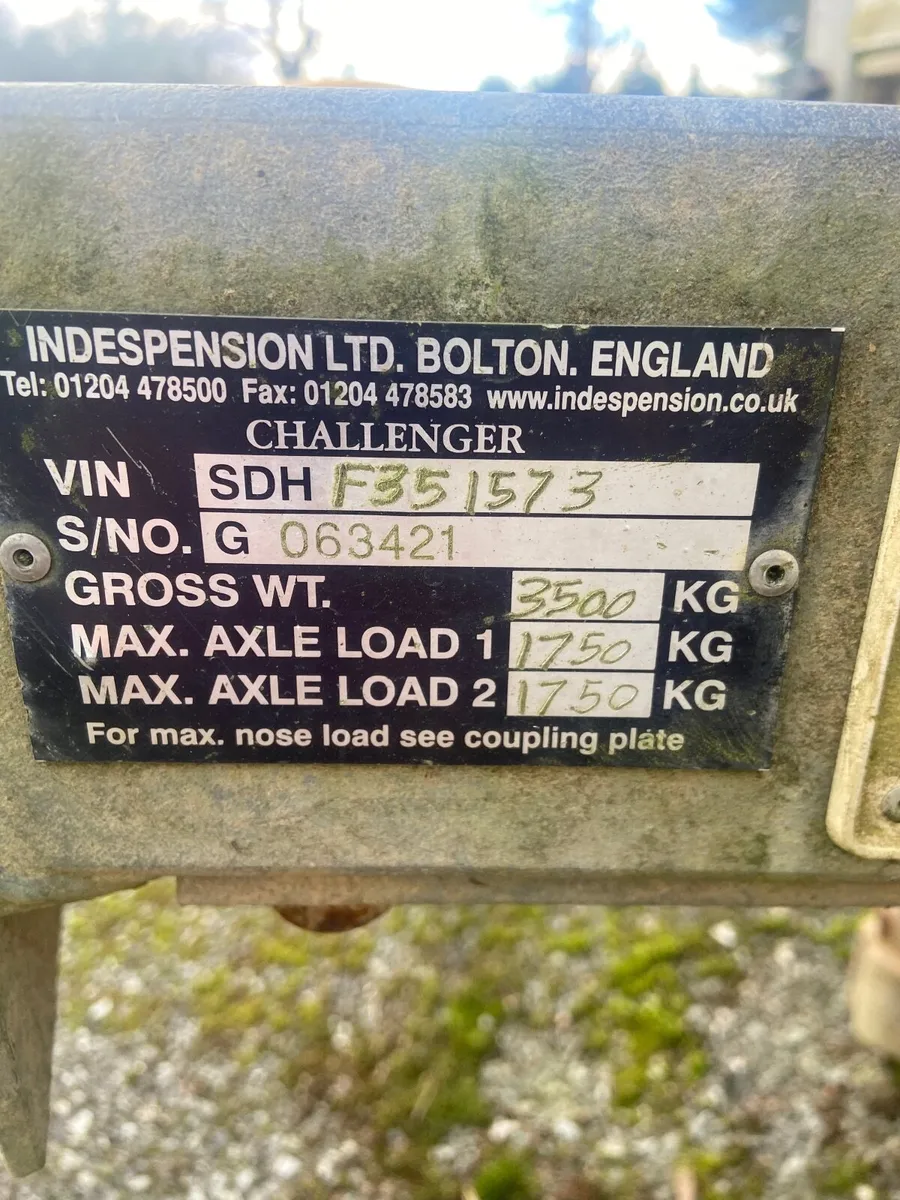 INDESPENSION LTD. BOLTON. ENGLAND
Tel: 01204 478500 Fax: 01204 478583 www.indespension.co.uk
CHALLENGER
VIN SDH F351573
S/NO. G 063421
GROSS WT. 3500 KG
MAX. AXLE LOAD 1 1750 KG
MAX. AXLE LOAD 2 1750 KG
For max. nose load see coupling plate